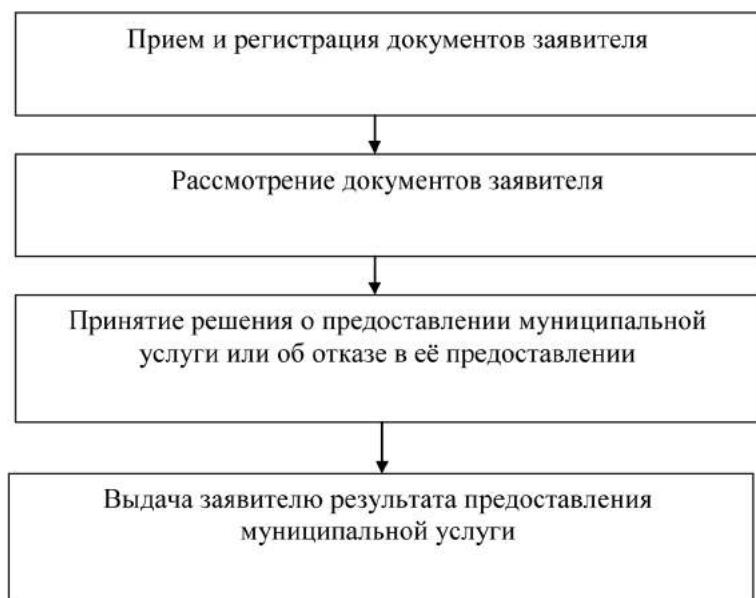 Прием и регистрация документов заявителя
Рассмотрение документов заявителя
Принятие решения о предоставлении муниципальной
услуги или об отказе в её предоставлении
Выдача заявителю результата предоставления
муниципальной услуги